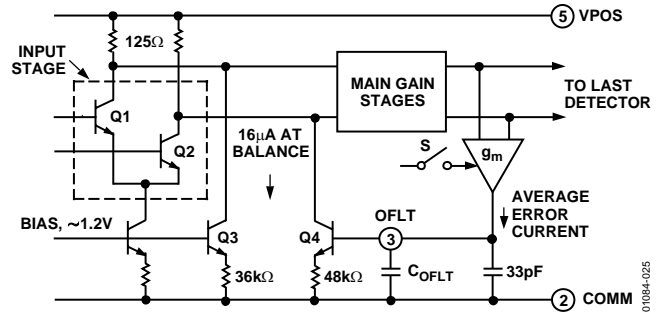 5 VPOS
125Ω
INPUT
STAGE
Q1
Q2
MAIN GAIN
STAGES
TO LAST
DETECTOR
16μA AT
BALANCE
S
gm
AVERAGE
ERROR
CURRENT
BIAS, ~1.2V
Q3
Q4
OFLT
3
36kΩ
48kΩ
COFLT
33pF
2 COMM
01084-025